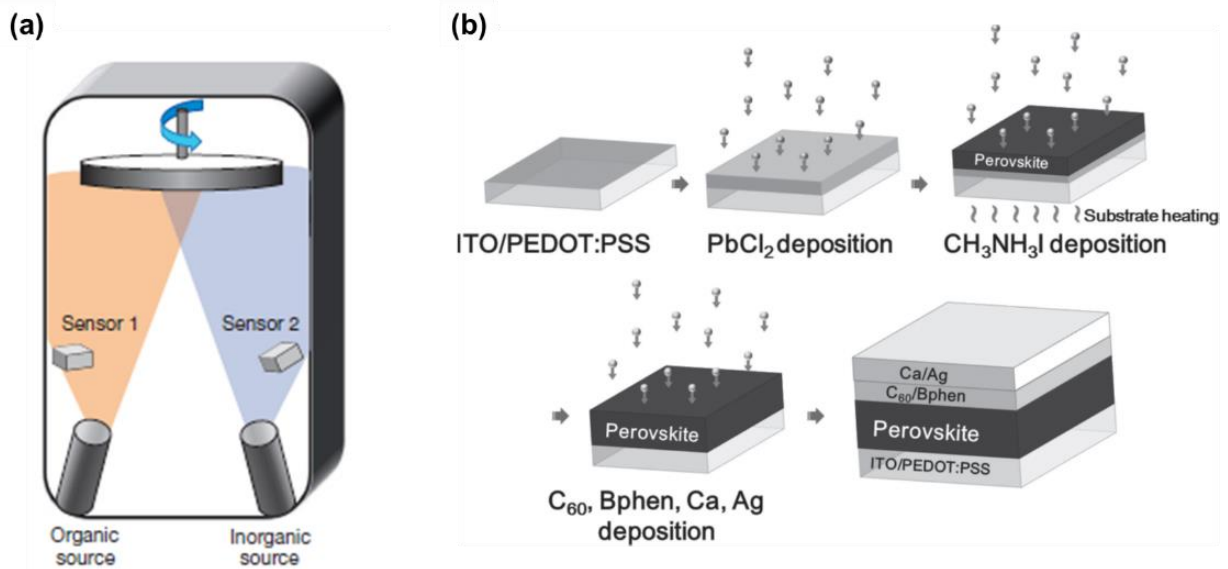 (a)
Sensor 1
Sensor 2
Organic
source
Inorganic
source
(b)
Perovskite
Substrate heating
ITO/PEDOT:PSS
PbCl₂ deposition
CH₃NH₃I deposition
Perovskite
C₆₀, Bphen, Ca, Ag
deposition
Ca/Ag
C₆₀/Bphen
Perovskite
ITO/PEDOT:PSS